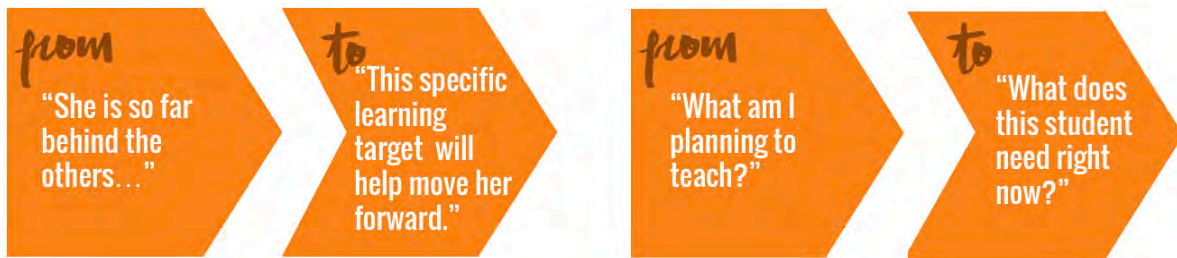 from
“She is so far
behind the
others...”
to
“This specific
learning
target will
help move her
forward.”
from
“What am I
planning to
teach?”
to
“What does
this student
need right
now?”